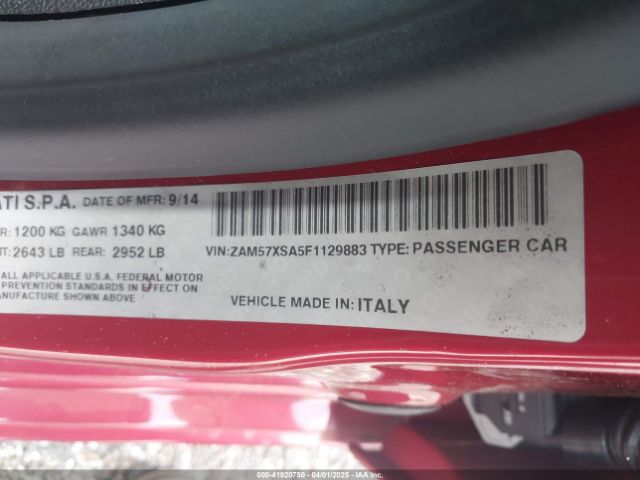 ATI S.P.A. DATE OF MFR: 9/14
R: 1200 KG GAWR 1340 KG
T: 2643 LB REAR: 2952 LB
VIN:ZAM57XSA5F1129883 TYPE: PASSENGER CAR
ALL APPLICABLE U.S.A. FEDERAL MOTOR
PREVENTION STANDARDS IN EFFECT ON
MANUFACTURE SHOWN ABOVE
VEHICLE MADE IN: ITALY
000-41920750 - 04/01/2025 - IAA Inc.